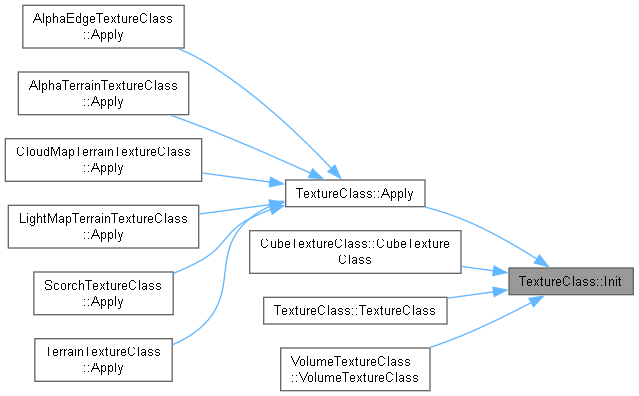 AlphaEdgeTextureClass
::Apply
AlphaTerrainTextureClass
::Apply
CloudMapTerrainTextureClass
::Apply
LightMapTerrainTextureClass
::Apply
ScorchTextureClass
::Apply
TerrainTextureClass
::Apply
TextureClass::Apply
CubeTextureClass::CubeTexture
Class
TextureClass::TextureClass
VolumeTextureClass
::VolumeTextureClass
TextureClass::Init